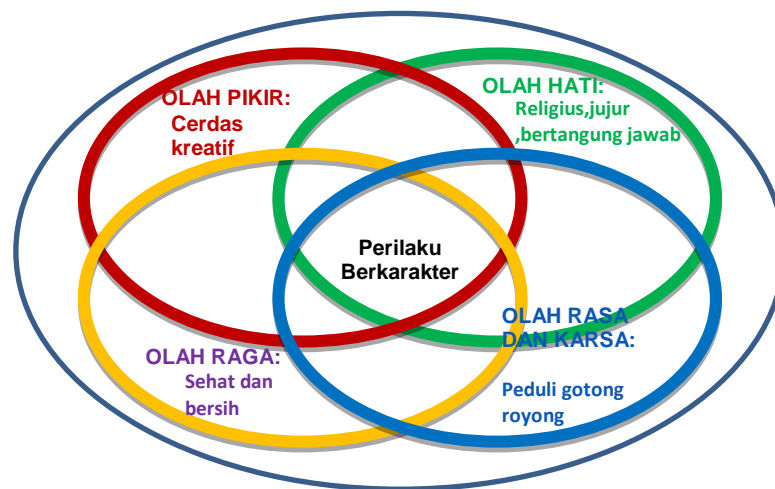 OLAH PIKIR:
Cerdas
kreatif
OLAH HATI:
Religius,jujur
,bertangung jawab
Perilaku
Berkarakter
OLAH RAGA:
Sehat dan
bersih
OLAH RASA
DAN KARSA:
Peduli gotong
royong